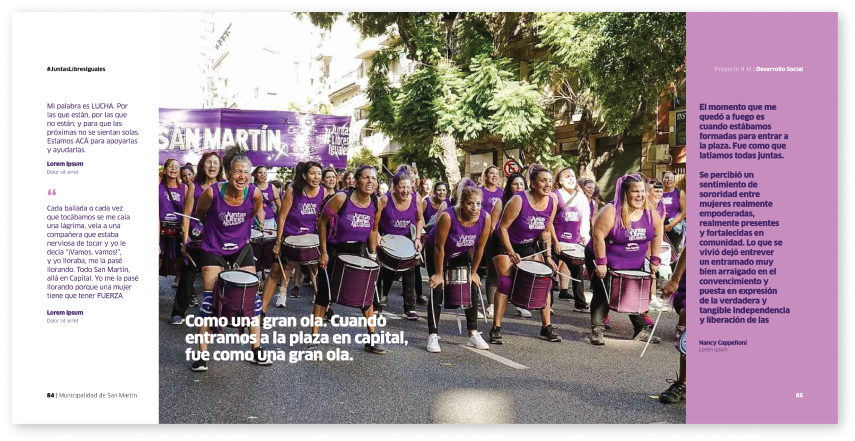 #JuntasLibresIguales
Mi palabra es LUCHA. Por
las que están, por las que
no están, y para que las
próximas no se sientan solas.
Estamos ACÁ para apoyarlas
y ayudarlas.
Lorem Ipsum
Dolor sit amet
“
Cada bailada o cada vez
que tocábamos se me caía
una lágrima, veía a una
compañera que estaba
nerviosa de tocar y yo le
decía "¡Vamos, vamos!",
y yo lloraba, me la pasé
llorando. Todo San Martín,
allá en Capital. Yo me la pasé
llorando porque una mujer
tiene que tener FUERZA
Lorem Ipsum
Dolor sit amet
84 | Municipalidad de San Martín
SAN MARTÍN
Juntas
Libres
Iguales
Juntas
Libres
Iguales
Como una gran ola. Cuando
entramos a la plaza en capital,
fue como una gran ola.
Proyecto 8 M | Desarrollo Social
El momento que me
quedó a fuego es
cuando estábamos
formadas para entrar a
la plaza. Fue como que
latíamos todas juntas.
Se percibió un
sentimiento de
sororidad entre
mujeres realmente
empoderadas,
realmente presentes
y fortalecidas en
comunidad. Lo que se
vivió dejó entrever
un entramado muy
bien arraigado en el
convencimiento y
puesta en expresión
de la verdadera y
tangible independencia
y liberación de las
Nancy Cappelloni
Lorem Ipsum
85